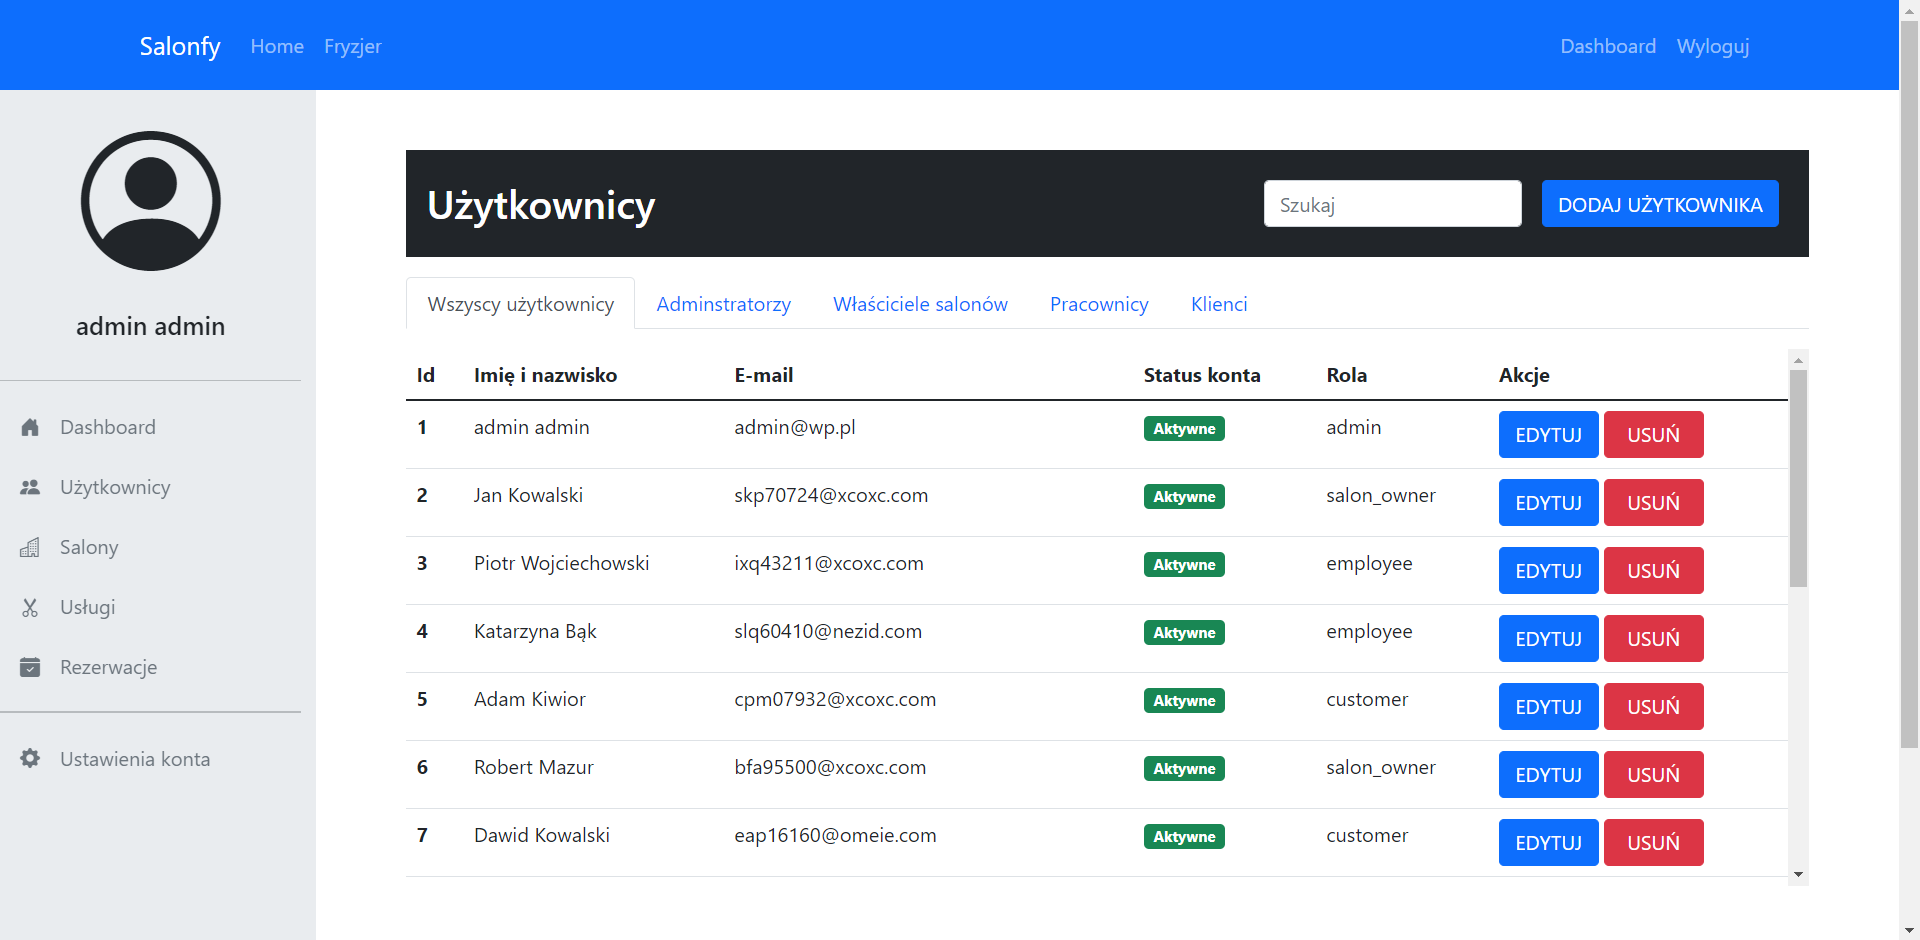 Salonfy Home Fryzjer Dashboard Wyloguj
admin admin
Dashboard
Użytkownicy
Salony
Usługi
Rezerwacje
Ustawienia konta
Użytkownicy Szukaj DODAJ UŻYTKOWNIKA
Wszyscy użytkownicy Adminstratorzy Właściciele salonów Pracownicy Klienci
Id Imię i nazwisko E-mail Status konta Rola Akcje
1 admin admin admin@wp.pl Aktywne admin EDYTUJ USUŃ
2 Jan Kowalski skp70724@xcoxc.com Aktywne salon_owner EDYTUJ USUŃ
3 Piotr Wojciechowski ixq43211@xcoxc.com Aktywne employee EDYTUJ USUŃ
4 Katarzyna Bąk slq60410@nezid.com Aktywne employee EDYTUJ USUŃ
5 Adam Kiwior cpm07932@xcoxc.com Aktywne customer EDYTUJ USUŃ
6 Robert Mazur bfa95500@xcoxc.com Aktywne salon_owner EDYTUJ USUŃ
7 Dawid Kowalski eap16160@omeie.com Aktywne customer EDYTUJ USUŃ